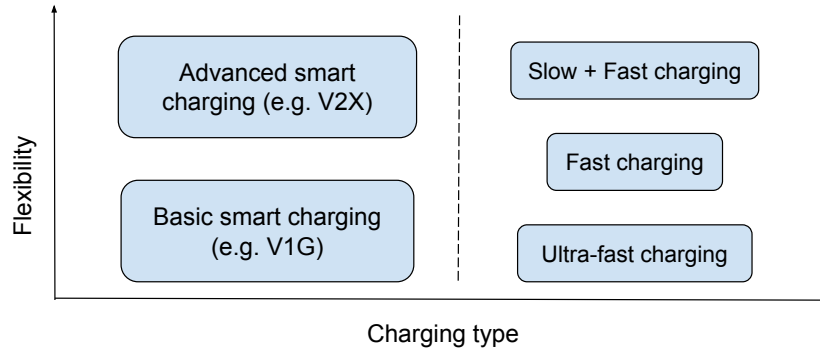 Flexibility
Advanced smart
charging (e.g. V2X)
Basic smart charging
(e.g. V1G)
Slow + Fast charging
Fast charging
Ultra-fast charging
Charging type